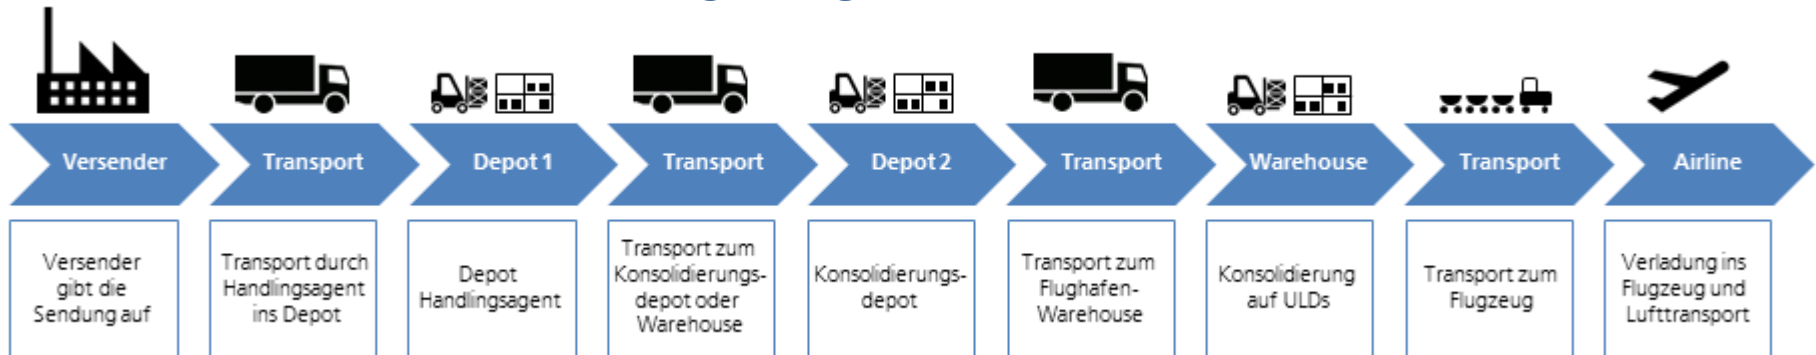 Versender
Transport
Depot 1
Transport
Depot 2
Transport
Warehouse
Transport
Airline
Versender
gibt die
Sendung auf
Transport durch
Handlingsagent
ins Depot
Depot
Handlingsagent
Transport zum
Konsolidierungs-
depot oder
Warehouse
Konsolidierungs-
depot
Transport zum
Flughafen-
Warehouse
Konsolidierung
auf ULDs
Transport zum
Flugzeug
Verladung ins
Flugzeug und
Lufttransport